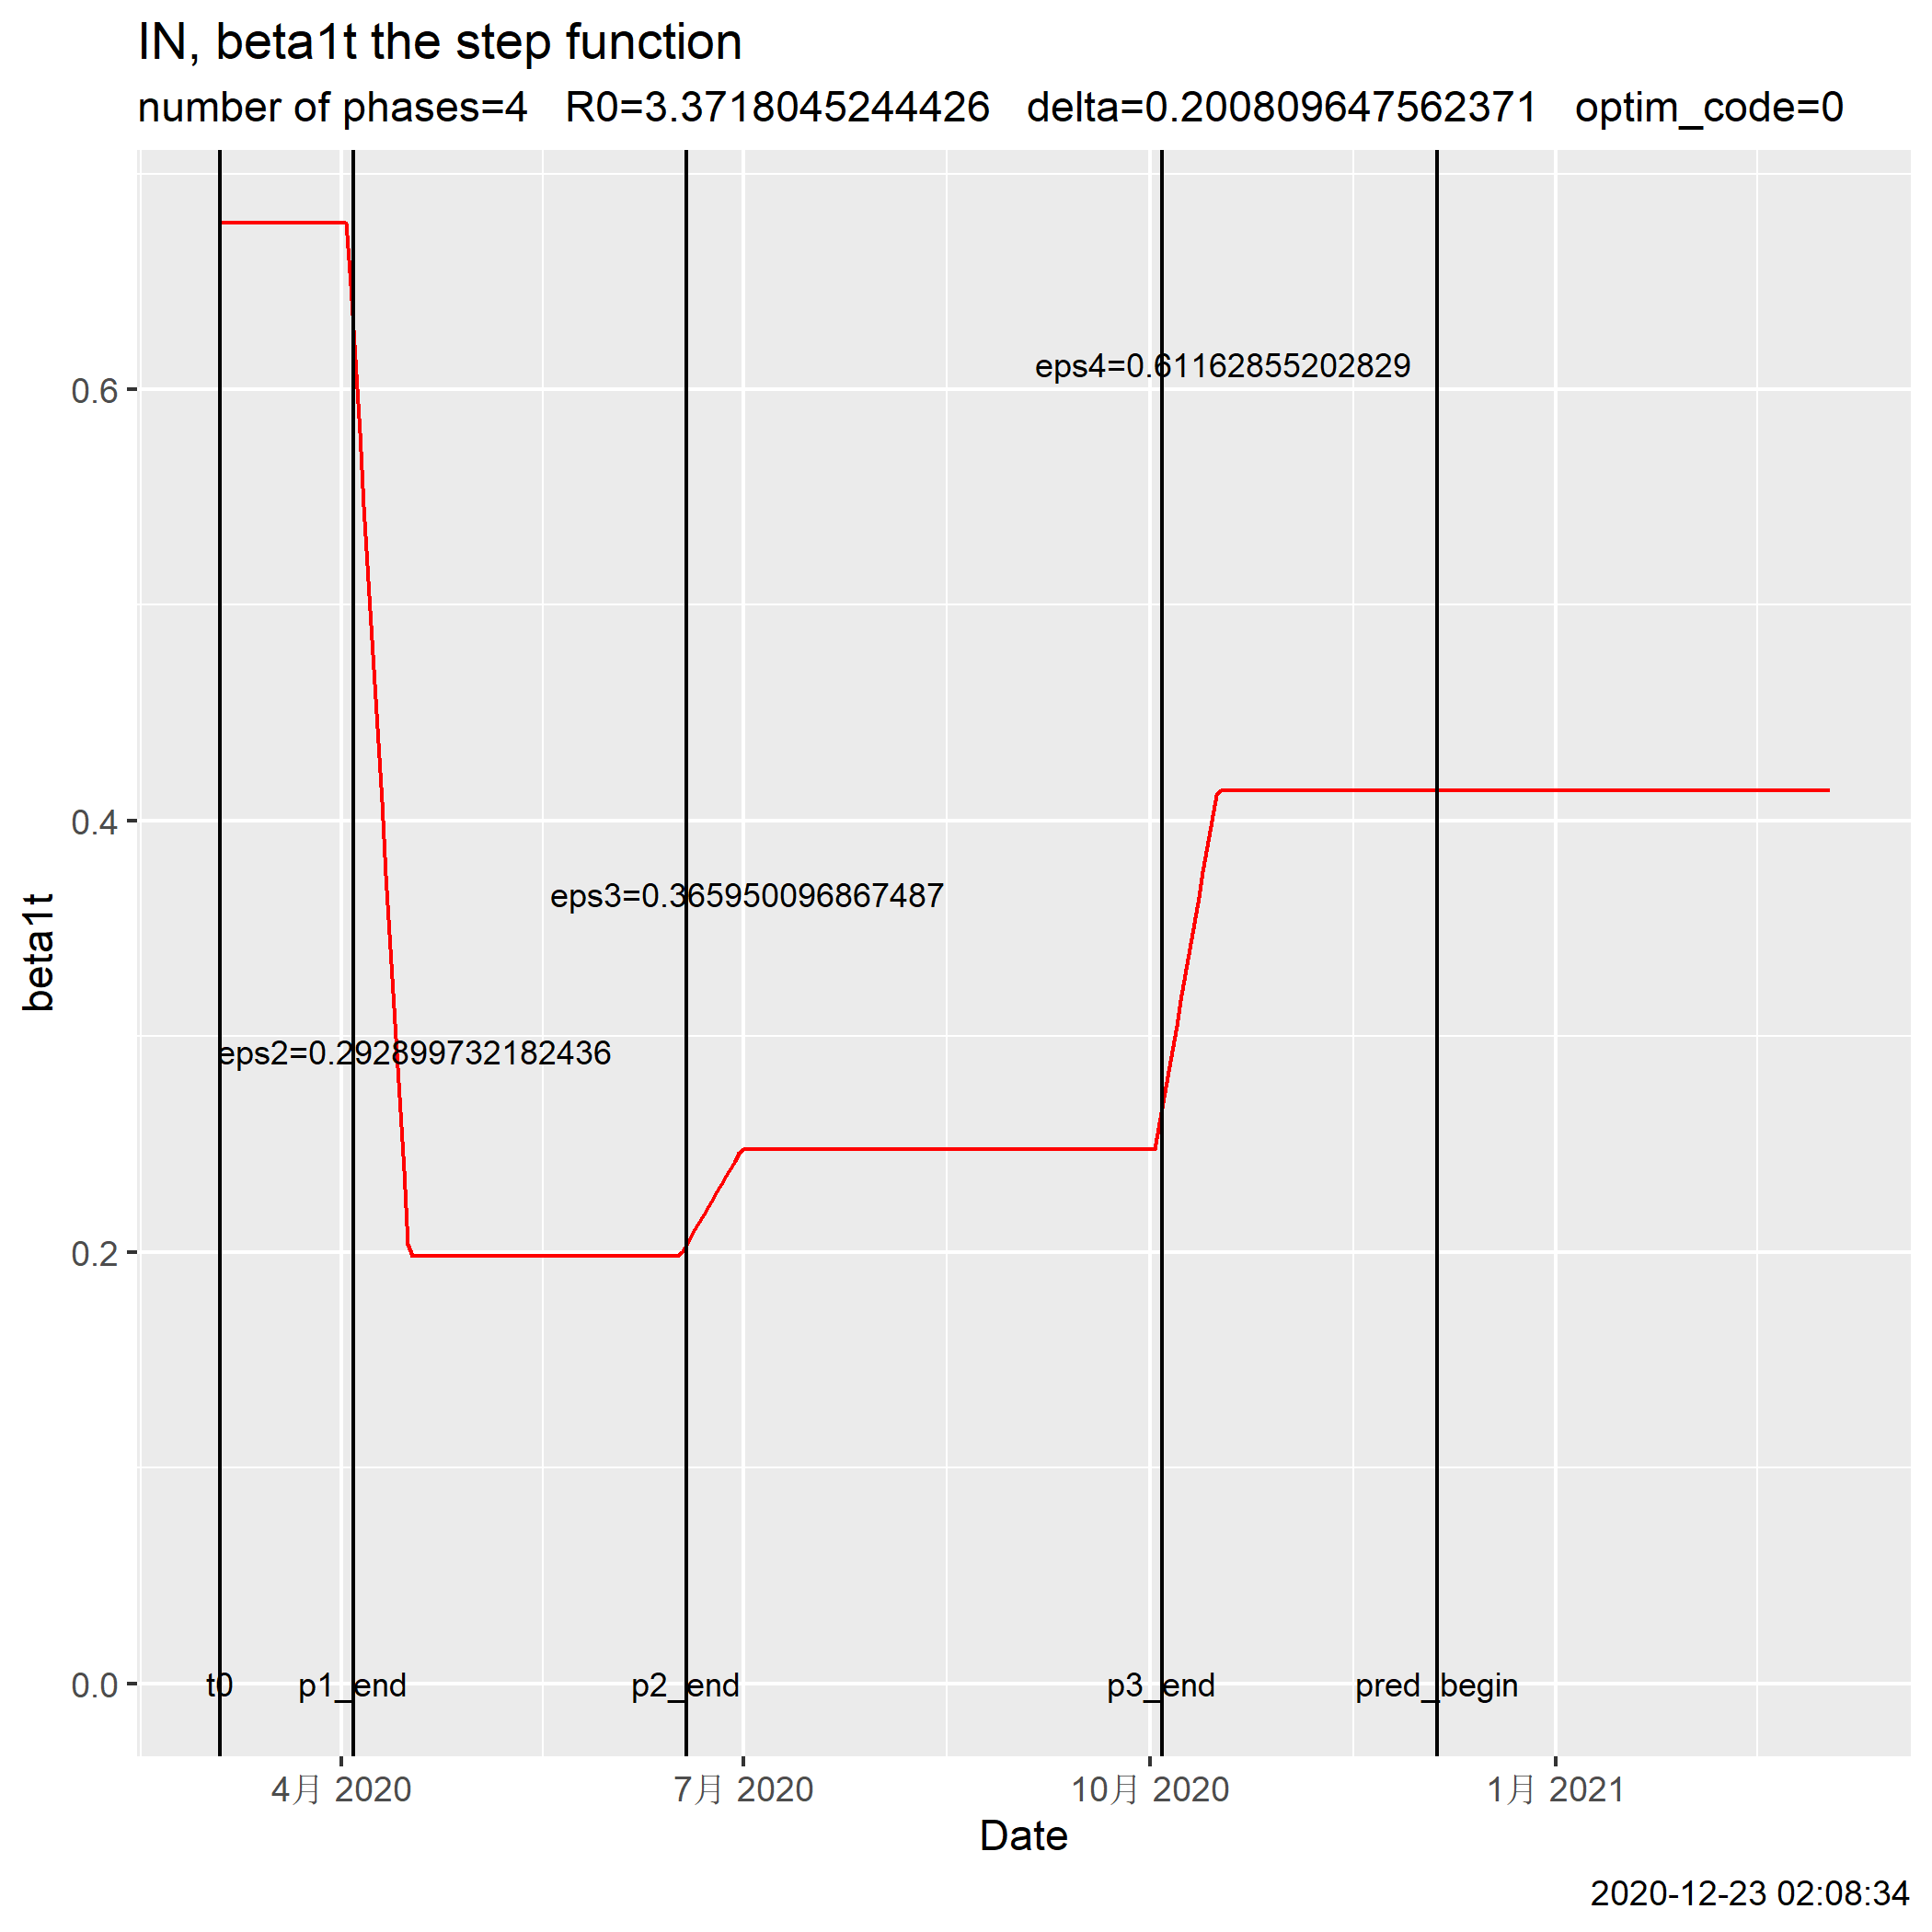 IN, beta1t the step function
number of phases=4 R0=3.3718045244426 delta=0.200809647562371 optim_code=0
eps4=0.61162855202829
0.6
0.4
eps3=0.365950096867487
beta1t
eps2=0.292899732182436
0.2
0.0
t0 p1_end p2_end p3_end pred_begin
4月 2020 7月 2020 10月 2020 1月 2021
Date
2020-12-23 02:08:34